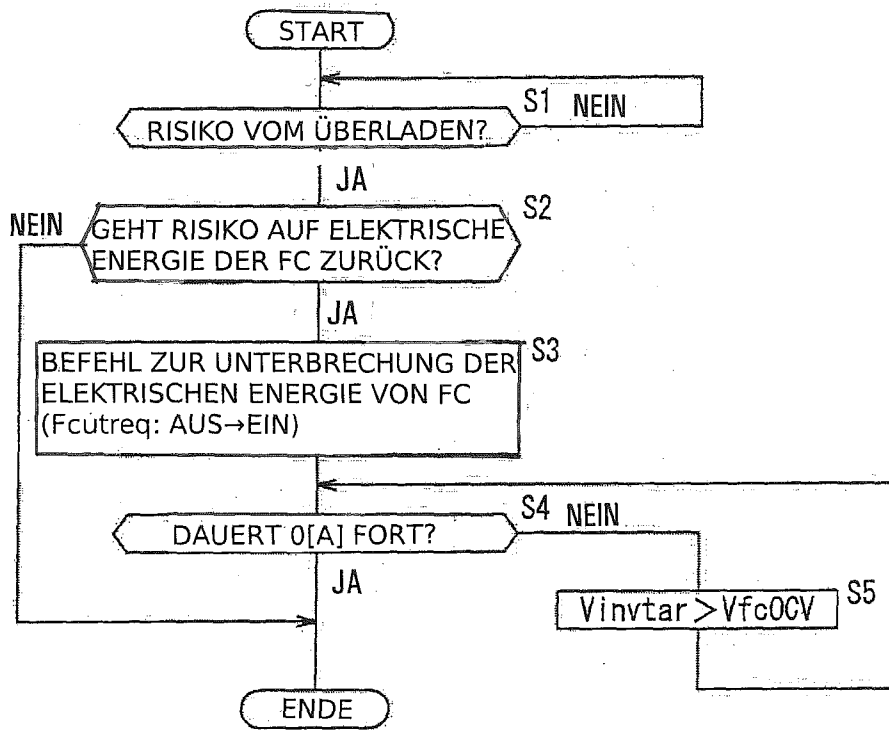 START
S1 NEIN
RISIKO VOM ÜBERLADEN?
JA
S2
NEIN
GEHT RISIKO AUF ELEKTRISCHE
ENERGIE DER FC ZURÜCK?
JA
S3
BEFEHL ZUR UNTERBRECHUNG DER
ELEKTRISCHEN ENERGIE VON FC
(Fcutreq: AUS→EIN)
S4 NEIN
DAUERT 0[A] FORT?
JA
S5
Vinvtar>VfcOCV
ENDE